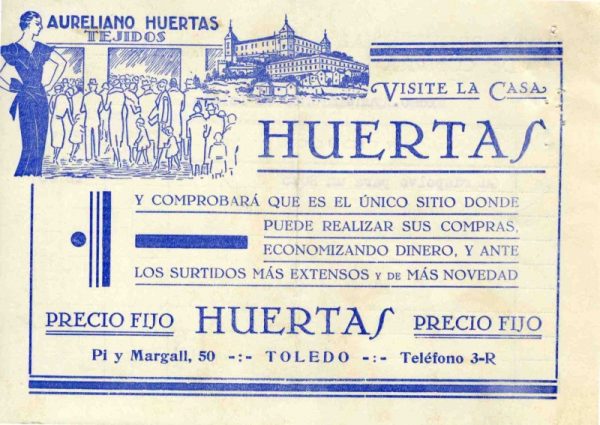 AURELIANO HUERTAS
TEJIDOS
VISITE LA CASA
HUERTAS
Y COMPROBARÁ QUE ES EL ÚNICO SITIO DONDE
PUEDE REALIZAR SUS COMPRAS,
ECONOMIZANDO DINERO, Y ANTE
LOS SURTIDOS MÁS EXTENSOS Y DE MÁS NOVEDAD
PRECIO FIJO HUERTAS PRECIO FIJO
Pi y Margall, 50 -:- TOLEDO -:- Teléfono 3-R